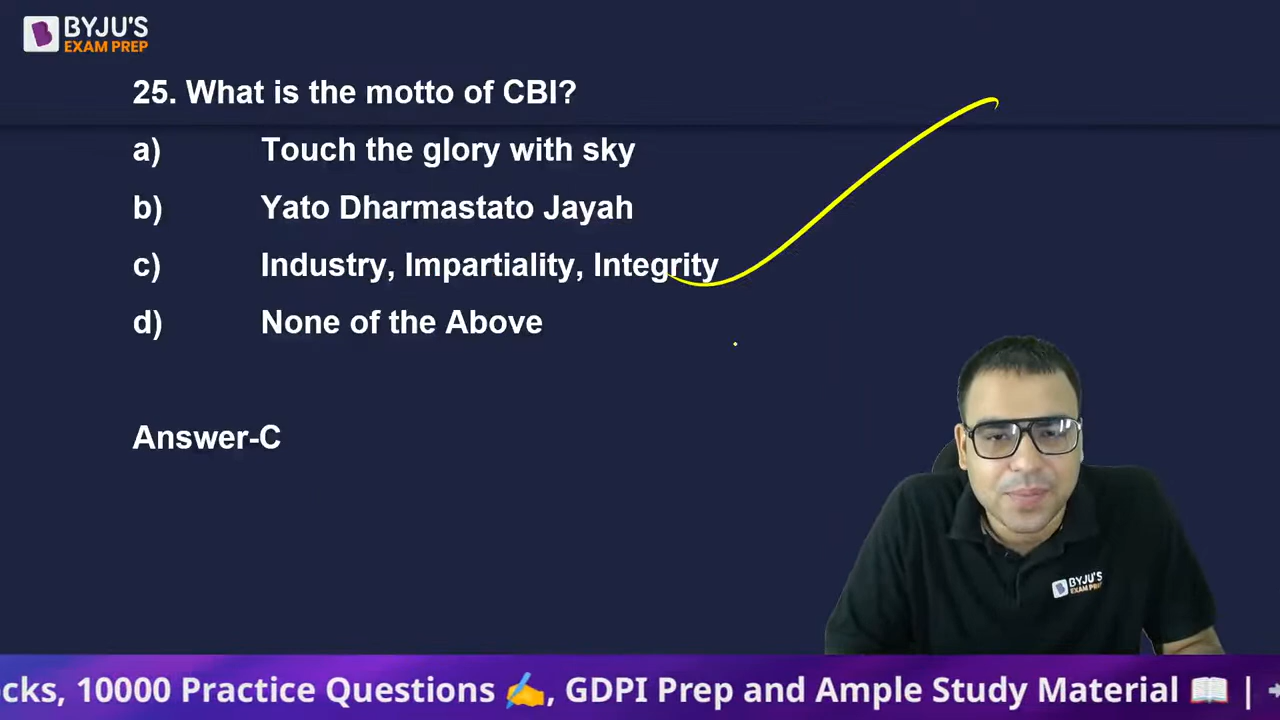 BYJU'S
EXAM PREP
25. What is the motto of CBI?
a) Touch the glory with sky
b) Yato Dharmastato Jayah
c) Industry, Impartiality, Integrity
d) None of the Above
Answer-C
BYJU'S
EXAM PREP
cks, 10000 Practice Questions ✍️, GDPI Prep and Ample Study Material 📖 |